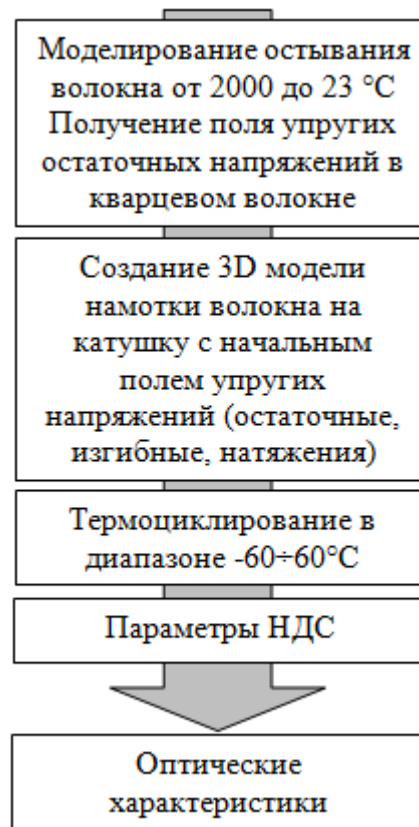 Моделирование остывания
волокна от 2000 до 23 °C
Получение поля упругих
остаточных напряжений в
кварцевом волокне
Создание 3D модели
намотки волокна на
катушку с начальным
полем упругих
напряжений (остаточные,
изгибные, натяжения)
Термоциклирование в
диапазоне -60÷60°C
Параметры НДС
Оптические
характеристики